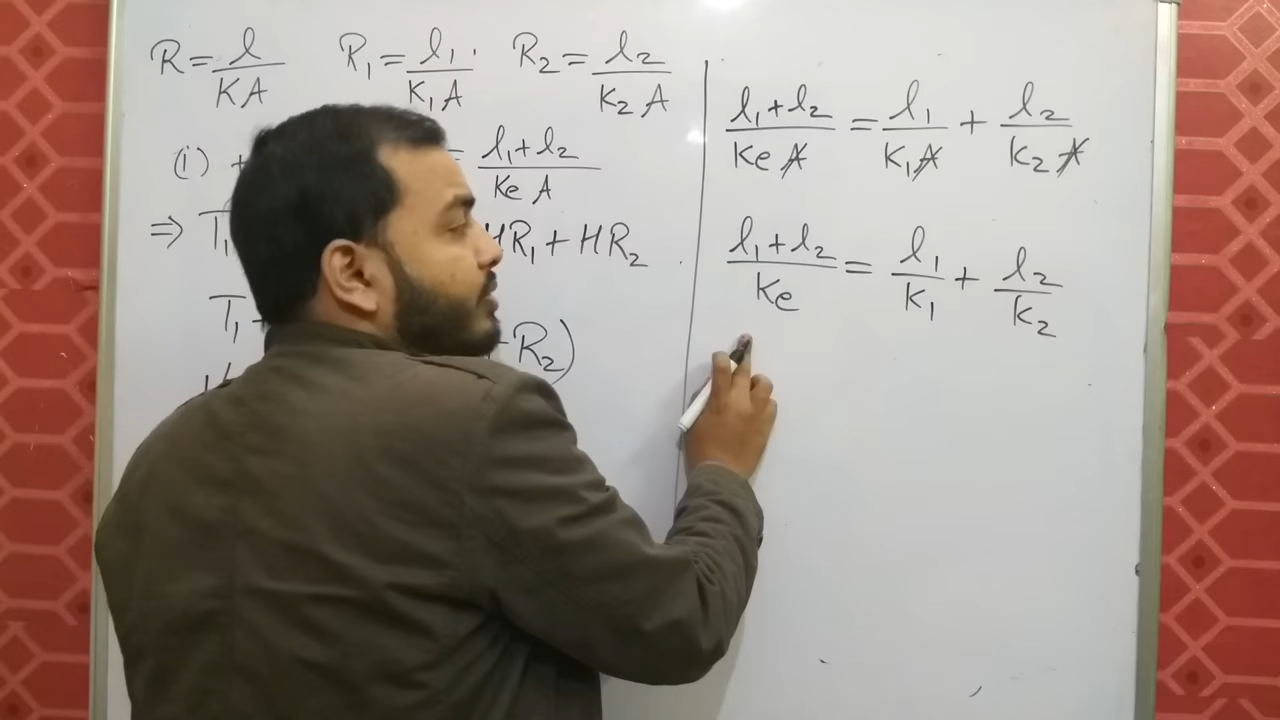 R = l/KA R₁ = l₁/K₁A R₂ = l₂/K₂A
(i) + = l₁+l₂/KeA
⇒ T₁ HR₁ + HR₂
T₁ R₂)
l₁+l₂/KeA = l₁/K₁A + l₂/K₂A
l₁+l₂/Ke = l₁/K₁ + l₂/K₂